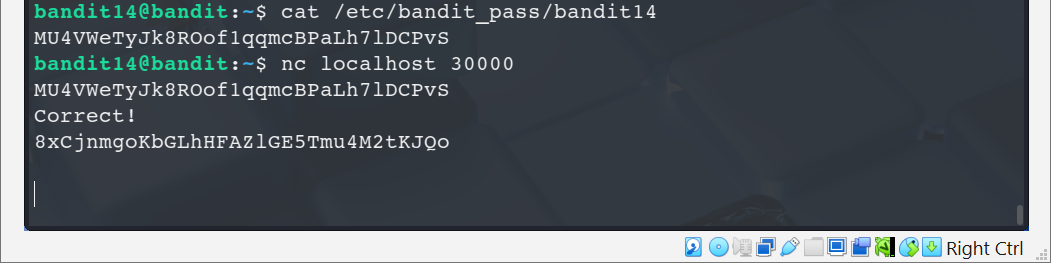 bandit14@bandit:~$ cat /etc/bandit_pass/bandit14
MU4VWeTyJk8ROof1qqmcBPaLh7lDCPvS
bandit14@bandit:~$ nc localhost 30000
MU4VWeTyJk8ROof1qqmcBPaLh7lDCPvS
Correct!
8xCjnmgoKbGLhHFAZlGE5Tmu4M2tKJQo
Right Ctrl